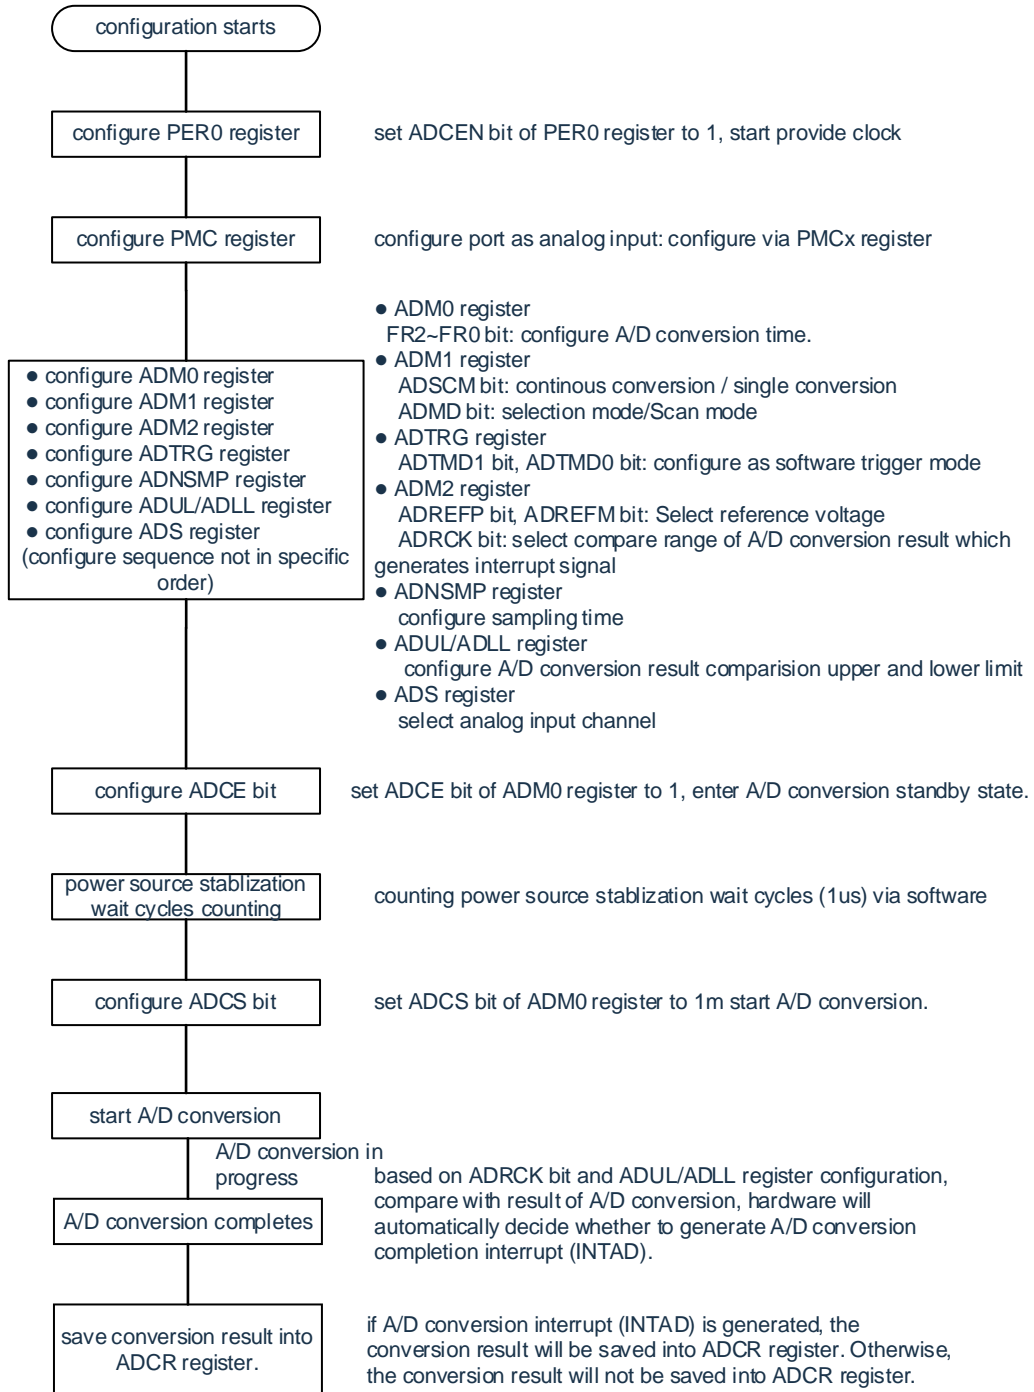 configuration starts
configure PER0 register
set ADCEN bit of PER0 register to 1, start provide clock
configure PMC register
configure port as analog input: configure via PMCx register
● configure ADM0 register
● configure ADM1 register
● configure ADM2 register
● configure ADTRG register
● configure ADNSMP register
● configure ADUL/ADLL register
● configure ADS register
(configure sequence not in specific
order)
● ADM0 register
FR2~FR0 bit: configure A/D conversion time.
● ADM1 register
ADSCM bit: continous conversion / single conversion
ADMD bit: selection mode/Scan mode
● ADTRG register
ADTMD1 bit, ADTMD0 bit: configure as software trigger mode
● ADM2 register
ADREFP bit, ADREFM bit: Select reference voltage
ADRCK bit: select compare range of A/D conversion result which
generates interrupt signal
● ADNSMP register
configure sampling time
● ADUL/ADLL register
configure A/D conversion result comparision upper and lower limit
● ADS register
select analog input channel
configure ADCE bit
set ADCE bit of ADM0 register to 1, enter A/D conversion standby state.
power source stablization
wait cycles counting
counting power source stablization wait cycles (1us) via software
configure ADCS bit
set ADCS bit of ADM0 register to 1m start A/D conversion.
start A/D conversion
A/D conversion in
progress
A/D conversion completes
based on ADRCK bit and ADUL/ADLL register configuration,
compare with result of A/D conversion, hardware will
automatically decide whether to generate A/D conversion
completion interrupt (INTAD).
save conversion result into
ADCR register.
if A/D conversion interrupt (INTAD) is generated, the
conversion result will be saved into ADCR register. Otherwise,
the conversion result will not be saved into ADCR register.